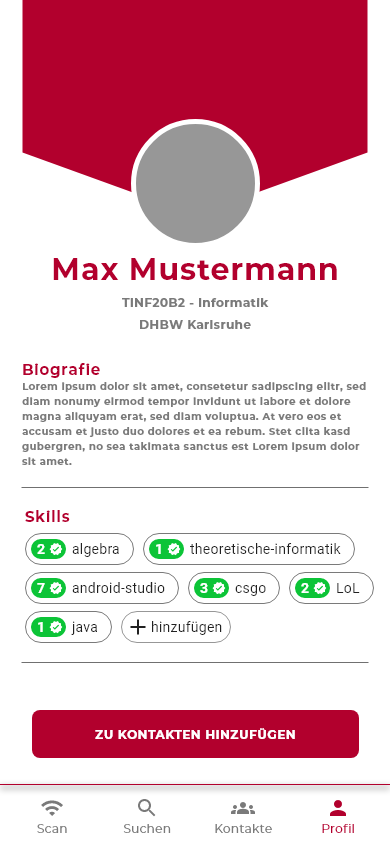 Max Mustermann
TINF20B2 - Informatik
DHBW Karlsruhe
Biografie
Lorem ipsum dolor sit amet, consetetur sadipscing elitr, sed
diam nonumy eirmod tempor invidunt ut labore et dolore
magna aliquyam erat, sed diam voluptua. At vero eos et
accusam et justo duo dolores et ea rebum. Stet clita kasd
gubergren, no sea takimata sanctus est Lorem ipsum dolor
sit amet.
Skills
2 algebra 1 theoretische-informatik
7 android-studio 3 csgo 2 LoL
1 java + hinzufügen
ZU KONTAKTEN HINZUFÜGEN
Scan Suchen Kontakte Profil